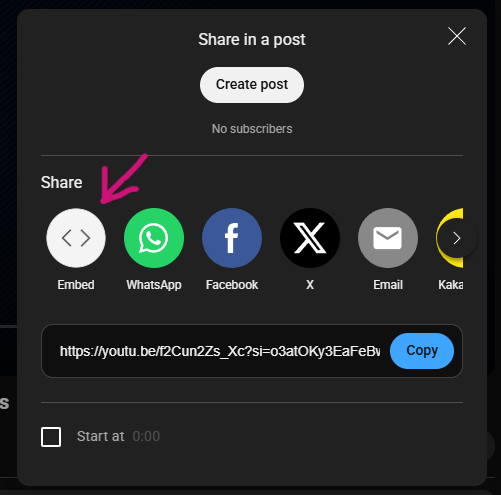 Share in a post
Create post
No subscribers
Share
Embed
WhatsApp
Facebook
X
Email
Kaka
https://youtu.be/f2Cun2Zs_Xc?si=o3atOKy3EaFeBw
Copy
Start at 0:00
s